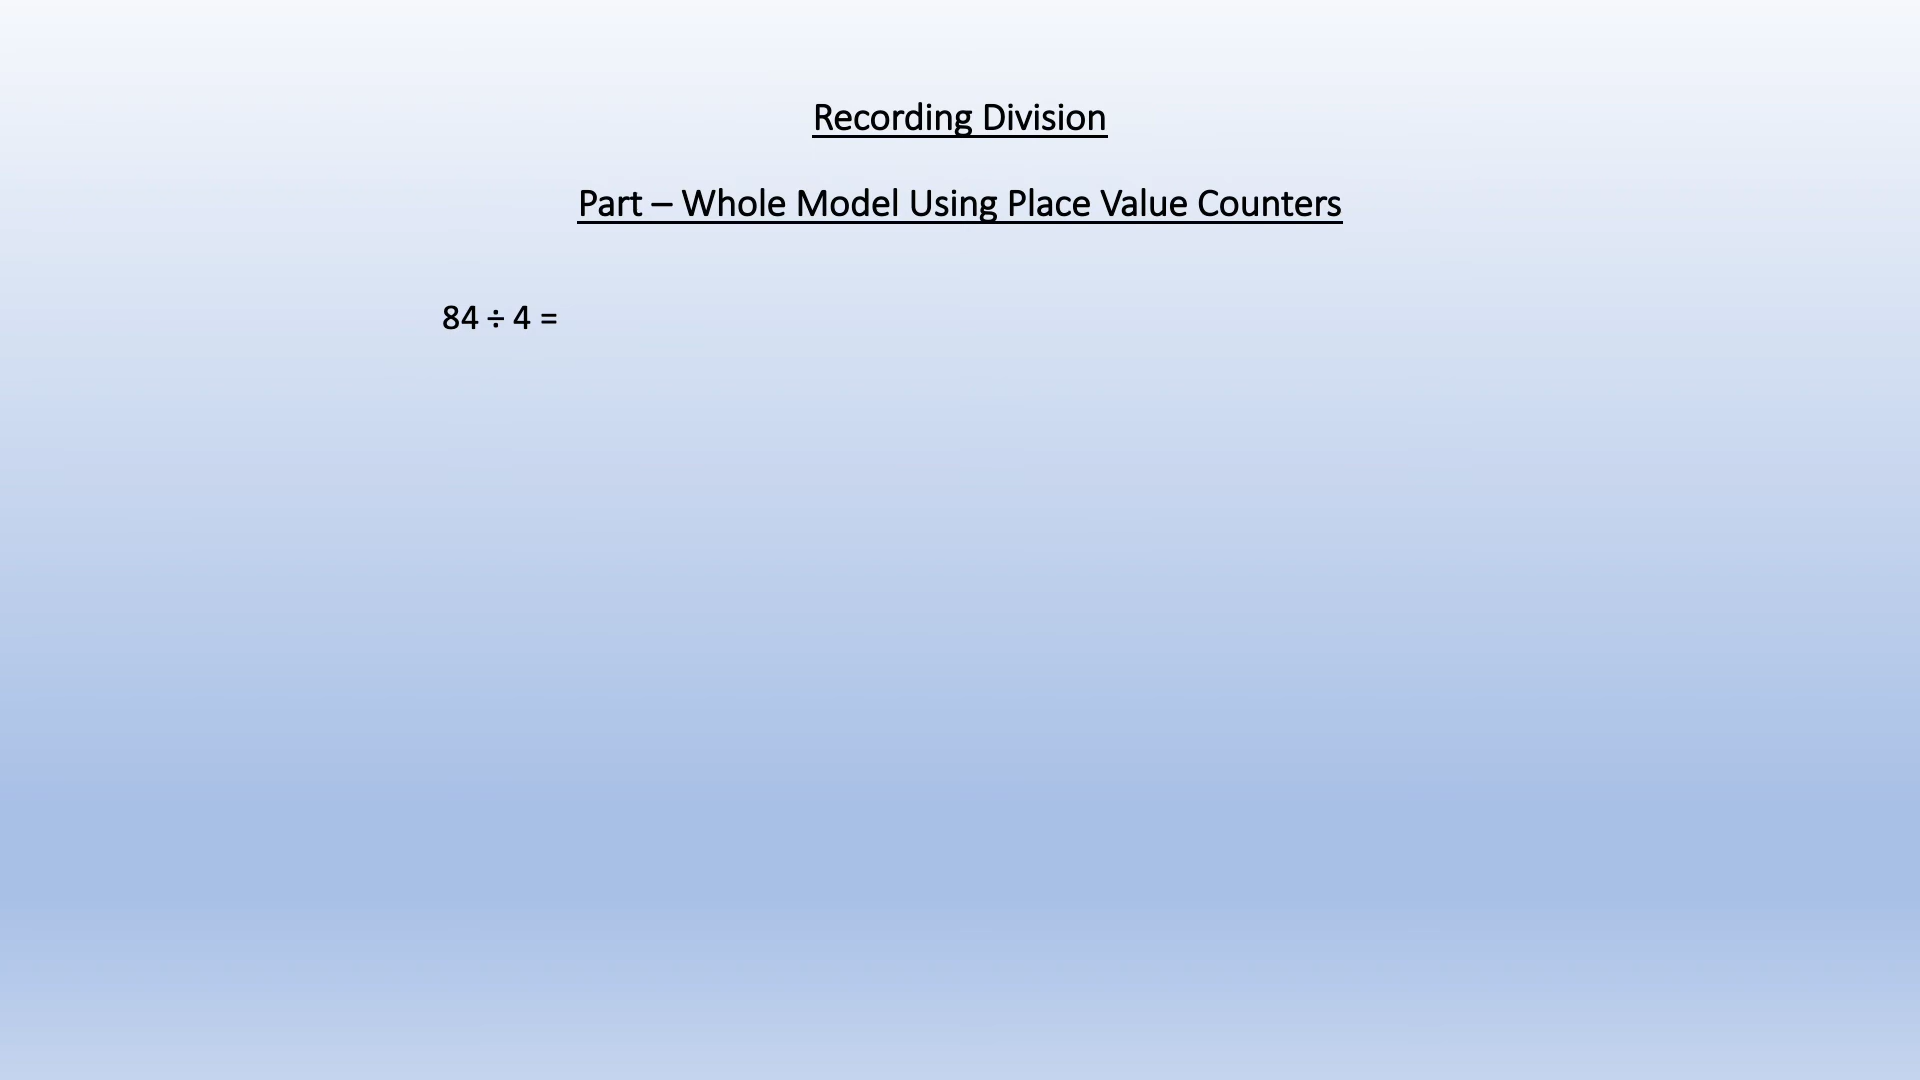 Recording Division
Part – Whole Model Using Place Value Counters
84 ÷ 4 =